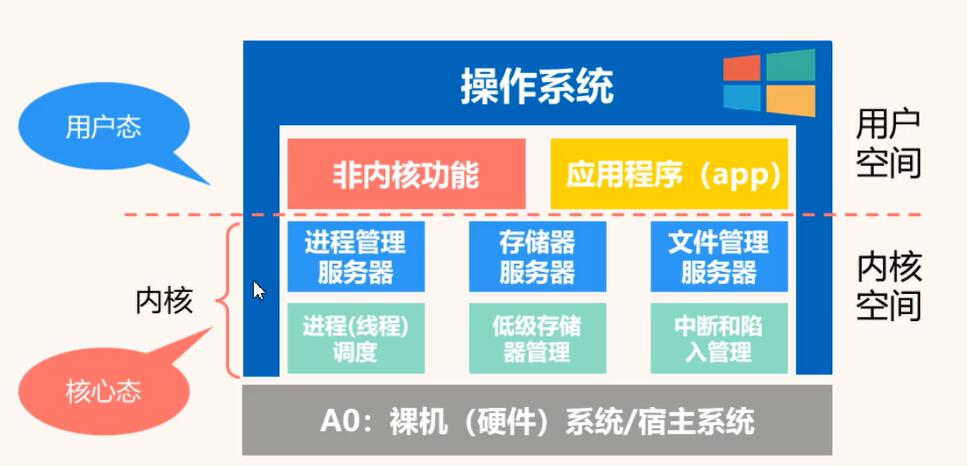 操作系统
用户态
用户
空间
非内核功能
应用程序（app）
进程管理
服务器
存储器
服务器
文件管理
服务器
内核
空间
内核
进程(线程)
调度
低级存储
器管理
中断和陷
入管理
核心态
A0：裸机（硬件）系统/宿主系统